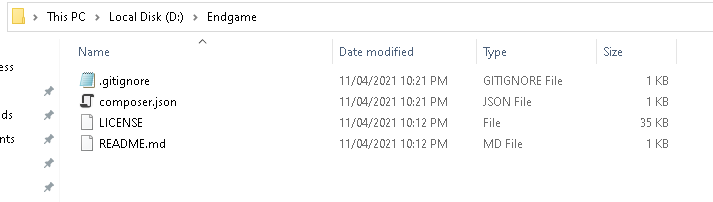 This PC > Local Disk (D:) > Endgame
Name Date modified Type Size
ess
.gitignore 11/04/2021 10:21 PM GITIGNORE File 1 KB
composer.json 11/04/2021 10:21 PM JSON File 1 KB
ds LICENSE 11/04/2021 10:12 PM File 35 KB
nts README.md 11/04/2021 10:12 PM MD File 1 KB